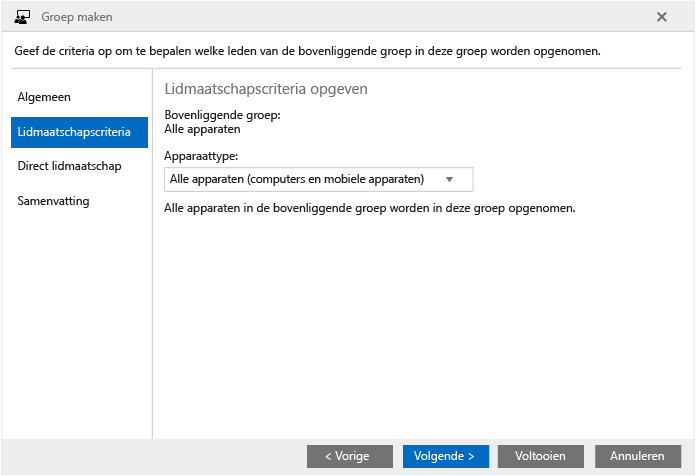 Groep maken
Geef de criteria op om te bepalen welke leden van de bovenliggende groep in deze groep worden opgenomen.
Algemeen
Lidmaatschapscriteria
Direct lidmaatschap
Samenvatting
Lidmaatschapscriteria opgeven
Bovenliggende groep:
Alle apparaten
Apparaattype:
Alle apparaten (computers en mobiele apparaten)
Alle apparaten in de bovenliggende groep worden in deze groep opgenomen.
< Vorige
Volgende >
Voltooien
Annuleren